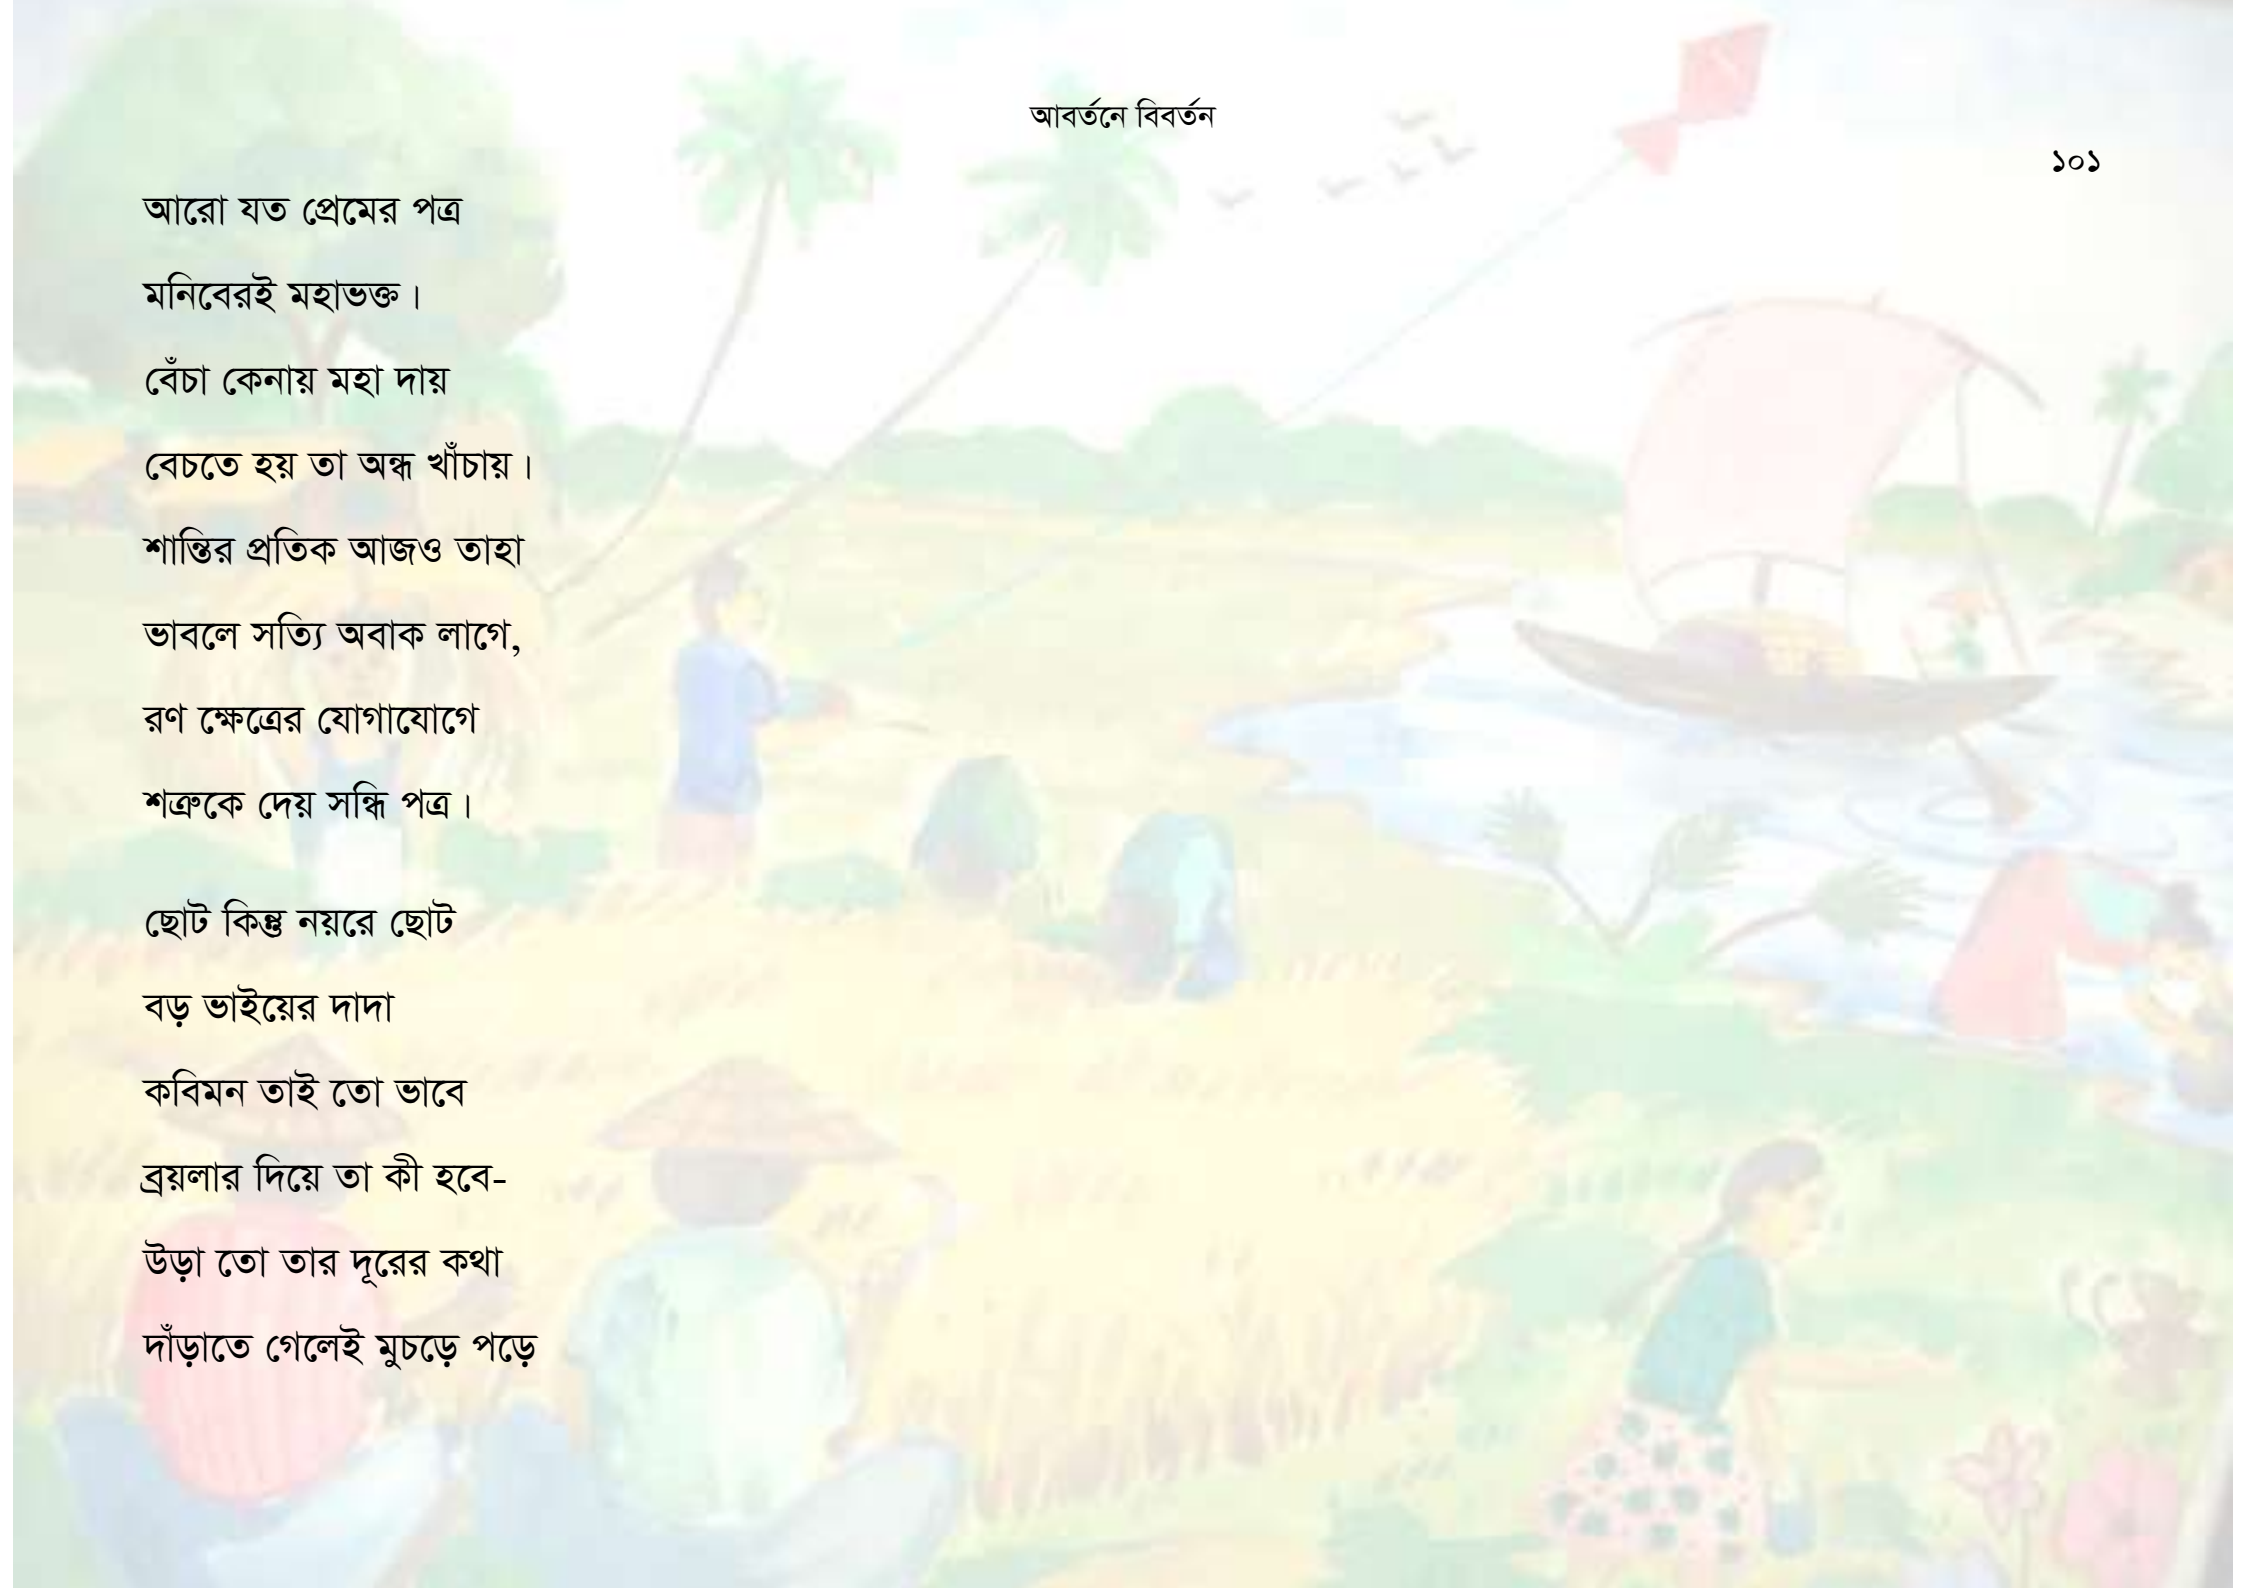 আবর্তনে বিবর্তন
১০১
আরো যত প্রেমের পত্র
মনিবেরই মহাভক্ত।
বেঁচা কেনায় মহা দায়
বেচতে হয় তা অন্ধ খাঁচায়।
শান্তির প্রতিক আজও তাহা
ভাবলে সত্যি অবাক লাগে,
রণ ক্ষেত্রের যোগাযোগে
শত্রুকে দেয় সন্ধি পত্র।
ছোট কিন্তু নয়রে ছোট
বড় ভাইয়ের দাদা
কবিমন তাই তো ভাবে
ব্রয়লার দিয়ে তা কী হবে-
উড়া তো তার দূরের কথা
দাঁড়াতে গেলেই মুচড়ে পড়ে